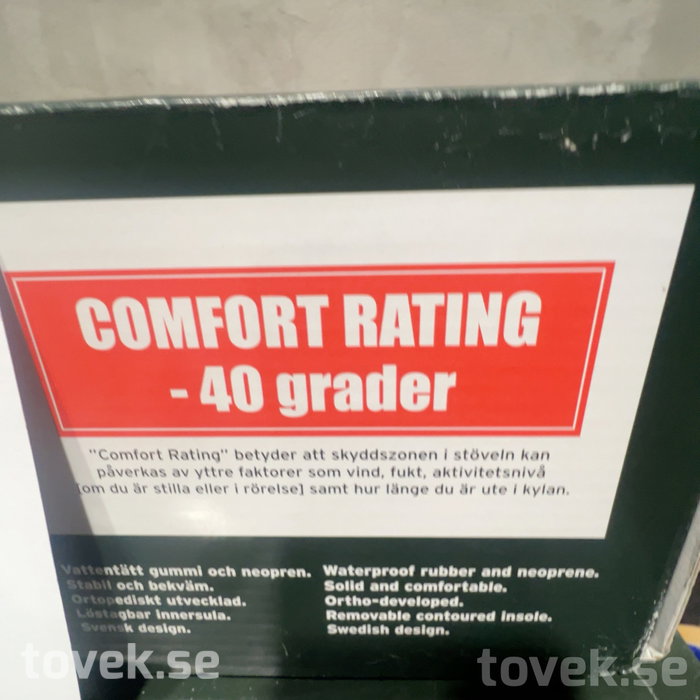 COMFORT RATING
- 40 grader
"Comfort Rating" betyder att skyddszonen i stöveln kan
påverkas av yttre faktorer som vind, fukt, aktivitetsnivå
[om du är stilla eller i rörelse] samt hur länge du är ute i kylan.
Vattentätt gummi och neopren.
Stabil och bekväm.
Ortopediskt utvecklad.
Löstagbar innersula.
Svensk design.
Waterproof rubber and neoprene.
Solid and comfortable.
Ortho-developed.
Removable contoured insole.
Swedish design.
tovek.se
tovek.se